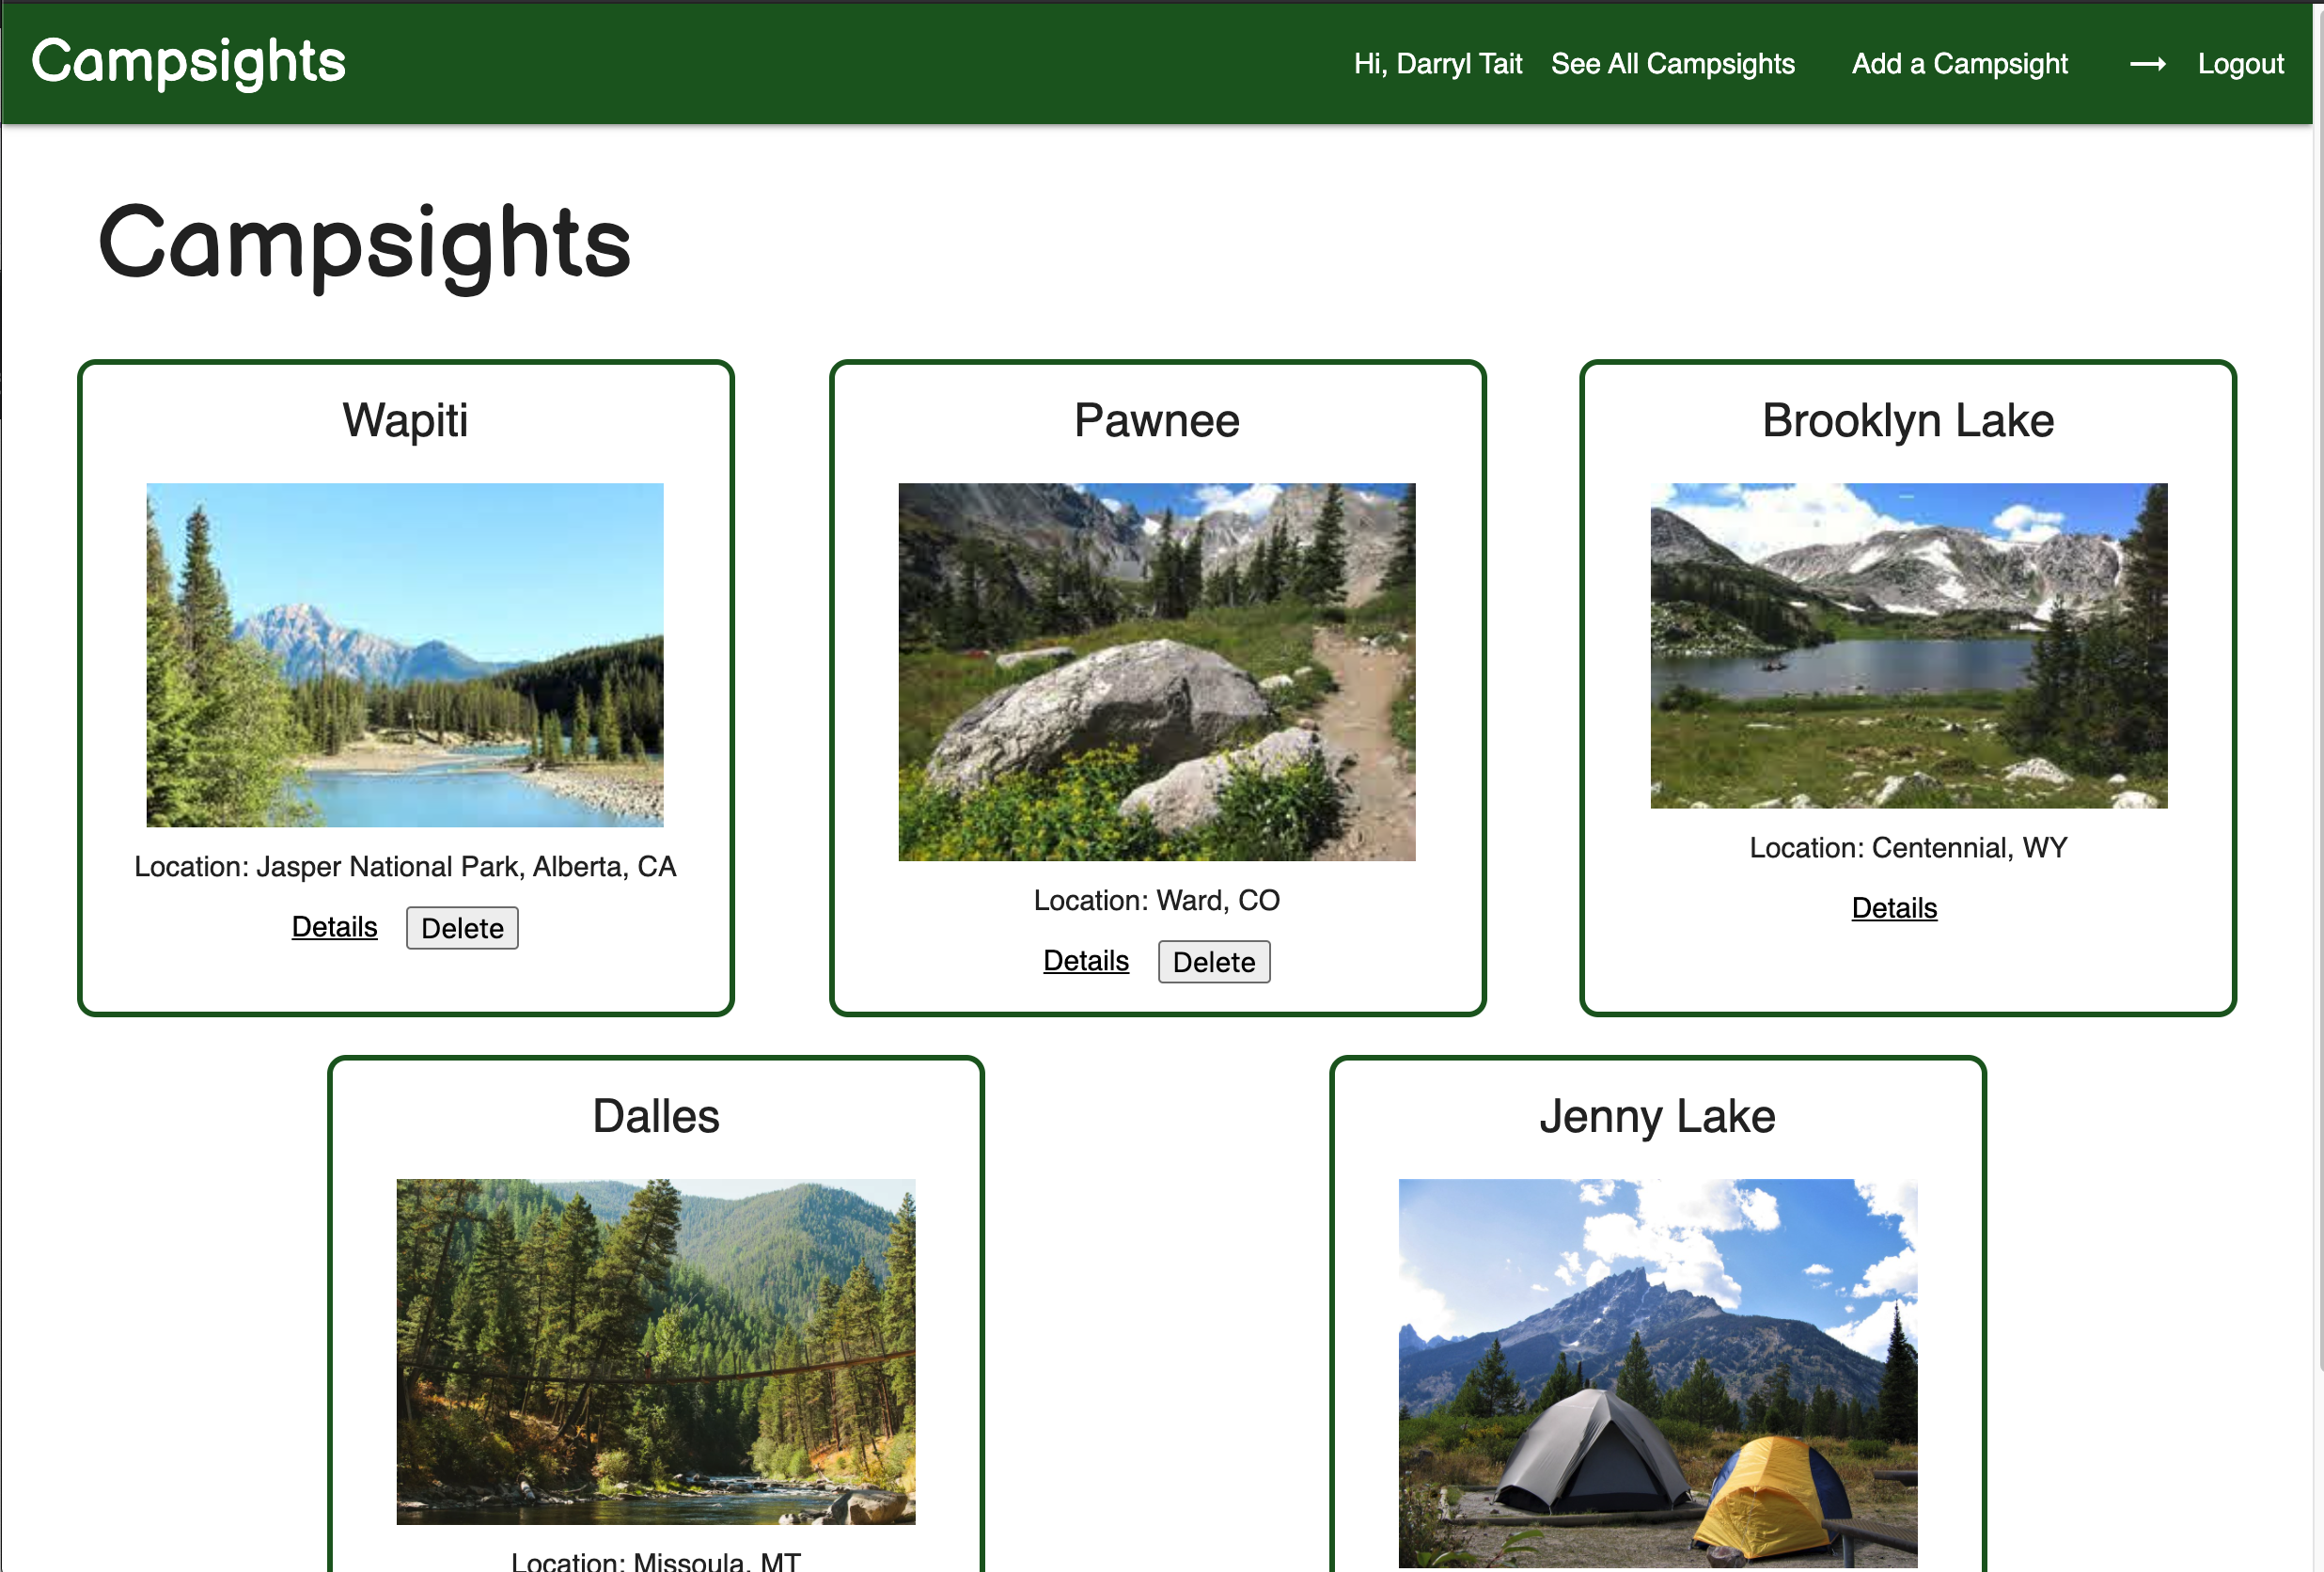 Campsights
Hi, Darryl Tait See All Campsights Add a Campsight → Logout
Campsights
Wapiti
Location: Jasper National Park, Alberta, CA
Details Delete
Pawnee
Location: Ward, CO
Details Delete
Brooklyn Lake
Location: Centennial, WY
Details
Dalles
Location: Missoula, MT
Jenny Lake